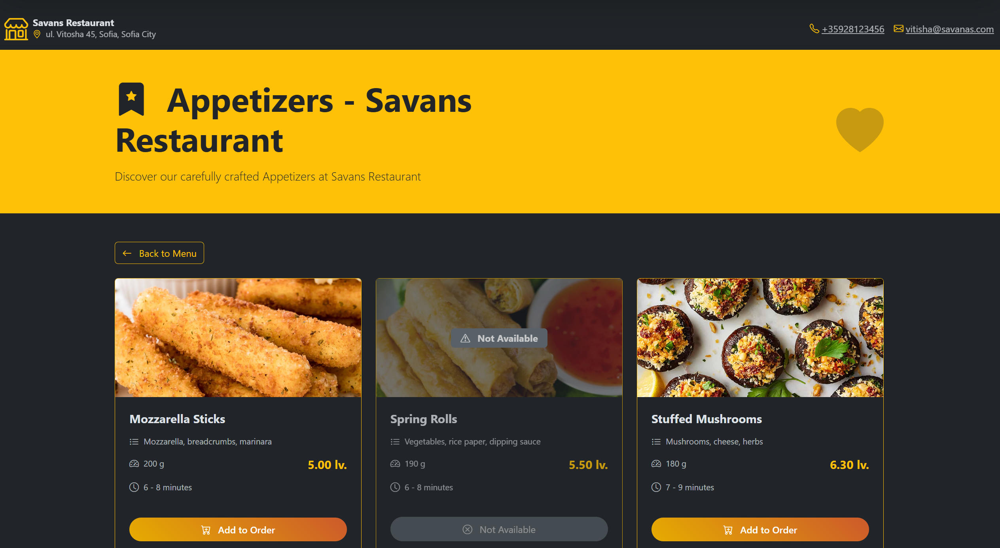 Savans Restaurant
ul. Vitosha 45, Sofia, Sofia City
+35928123456
vitisha@savanas.com
Appetizers - Savans
Restaurant
Discover our carefully crafted Appetizers at Savans Restaurant
Back to Menu
Mozzarella Sticks
Mozzarella, breadcrumbs, marinara
200 g
5.00 lv.
6 - 8 minutes
Add to Order
Not Available
Spring Rolls
Vegetables, rice paper, dipping sauce
190 g
5.50 lv.
6 - 8 minutes
Not Available
Stuffed Mushrooms
Mushrooms, cheese, herbs
180 g
6.30 lv.
7 - 9 minutes
Add to Order